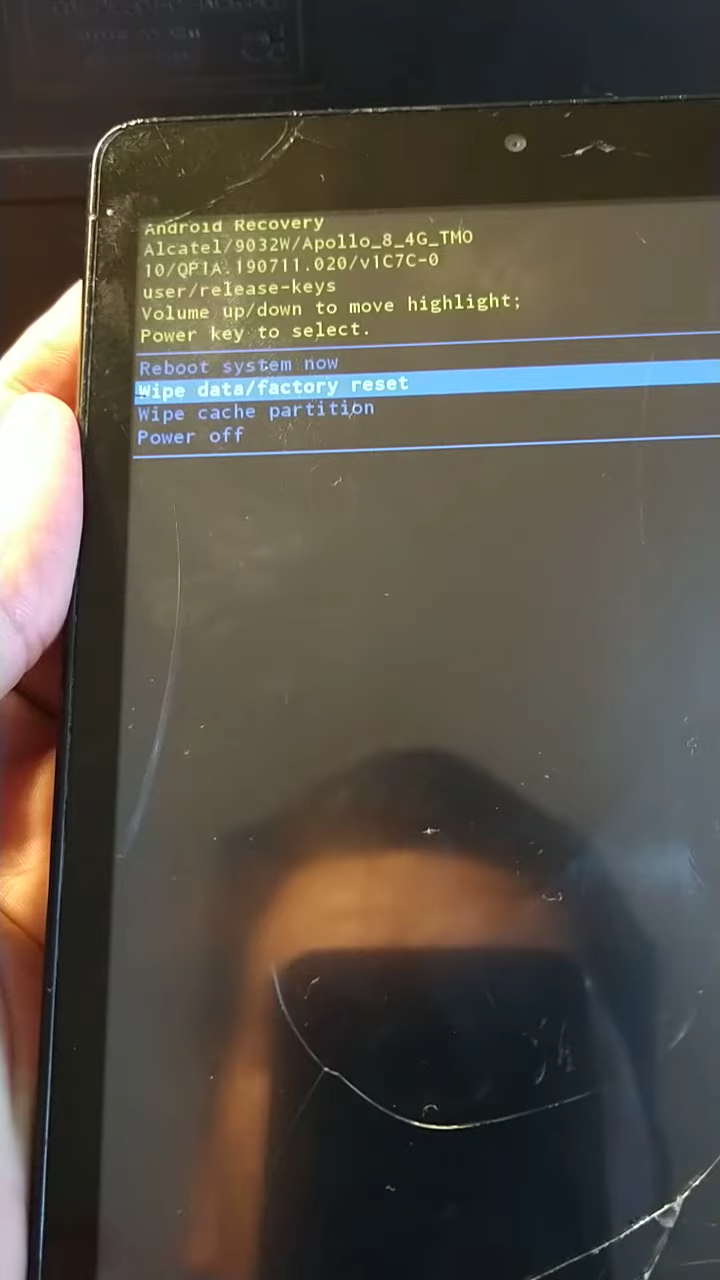 Android Recovery
Alcatel/9032W/Apollo_8_4G_TMO
10/QP1A.190711.020/v1C7C-0
user/release-keys
Volume up/down to move highlight;
Power key to select.
Reboot system now
Wipe data/factory reset
Wipe cache partition
Power off